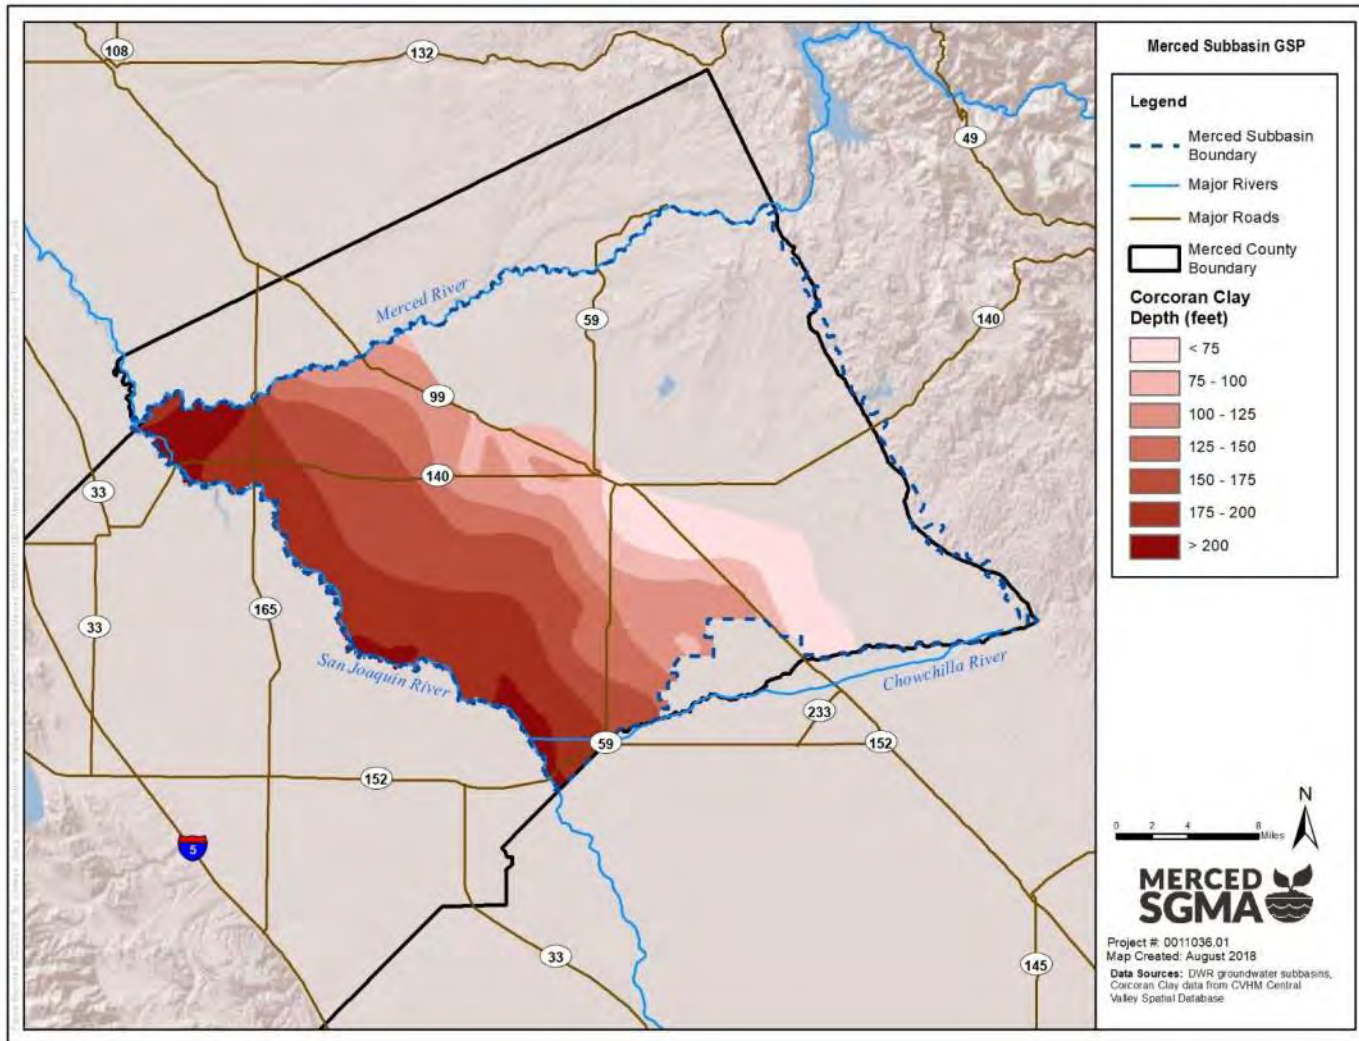 108
132
49
Merced River
59
140
99
140
33
33
165
San Joaquin River
Chowchilla River
233
59
152
152
5
33
145
Merced Subbasin GSP
Legend
Merced Subbasin
Boundary
Major Rivers
Major Roads
Merced County
Boundary
Corcoran Clay
Depth (feet)
< 75
75 - 100
100 - 125
125 - 150
150 - 175
175 - 200
> 200
N
0 2 4 8
Miles
MERCED
SGMA
Project #: 0011036.01
Map Created: August 2018
Data Sources: DWR groundwater subbasins,
Corcoran Clay data from CVHM Central
Valley Spatial Database